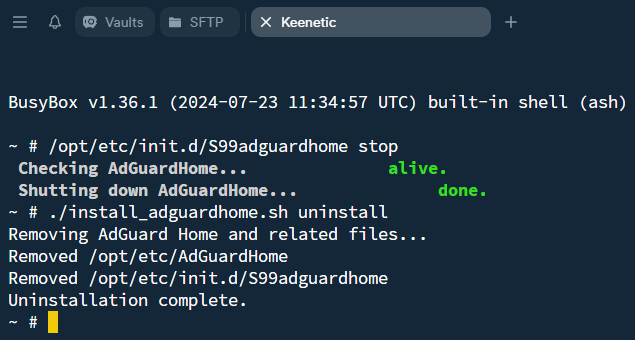 Vaults
SFTP
Keenetic
BusyBox v1.36.1 (2024-07-23 11:34:57 UTC) built-in shell (ash)
~ # /opt/etc/init.d/S99adguardhome stop
Checking AdGuardHome... alive.
Shutting down AdGuardHome... done.
~ # ./install_adguardhome.sh uninstall
Removing AdGuard Home and related files...
Removed /opt/etc/AdGuardHome
Removed /opt/etc/init.d/S99adguardhome
Uninstallation complete.
~ #